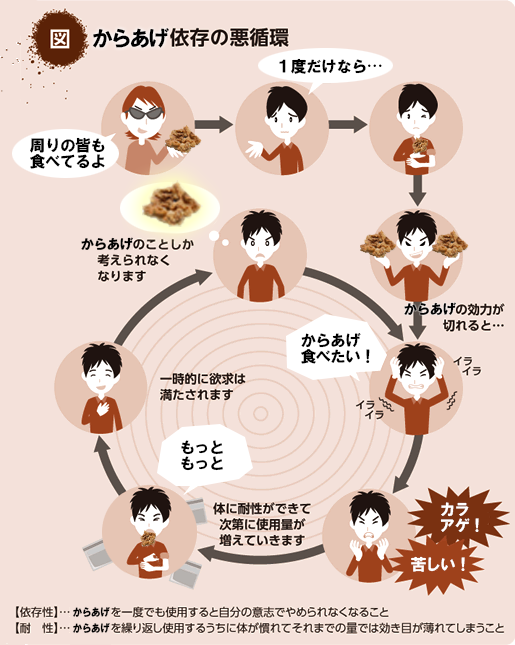 図 からあげ依存の悪循環
1度だけなら…
周りの皆も
食べてるよ
からあげのことしか
考えられなく
なります
からあげの効力が
切れると…
からあげ
食べたい！
イラ
イラ
イラ
イラ
一時的に欲求は
満たされます
もっと
もっと
体に耐性ができて
次第に使用量が
増えていきます
カラ
アゲ！
苦しい！
【依存性】… からあげを一度でも使用すると自分の意志でやめられなくなること
【耐　性】… からあげを繰り返し使用するうちに体が慣れてそれまでの量では効き目が薄れてしまうこと